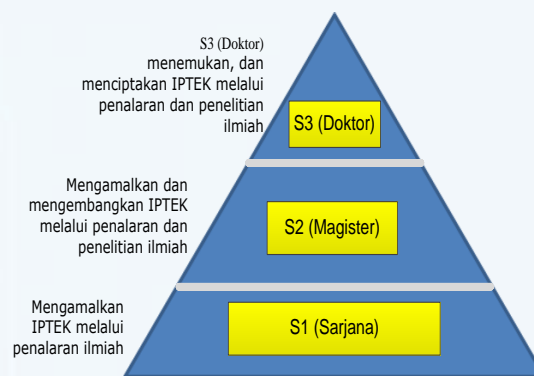 S3 (Doktor)
menemukan, dan
menciptakan IPTEK melalui
penalaran dan penelitian
ilmiah
S3 (Doktor)
Mengamalkan dan
mengembangkan IPTEK
melalui penalaran dan
penelitian ilmiah
S2 (Magister)
Mengamalkan
IPTEK melalui
penalaran ilmiah
S1 (Sarjana)